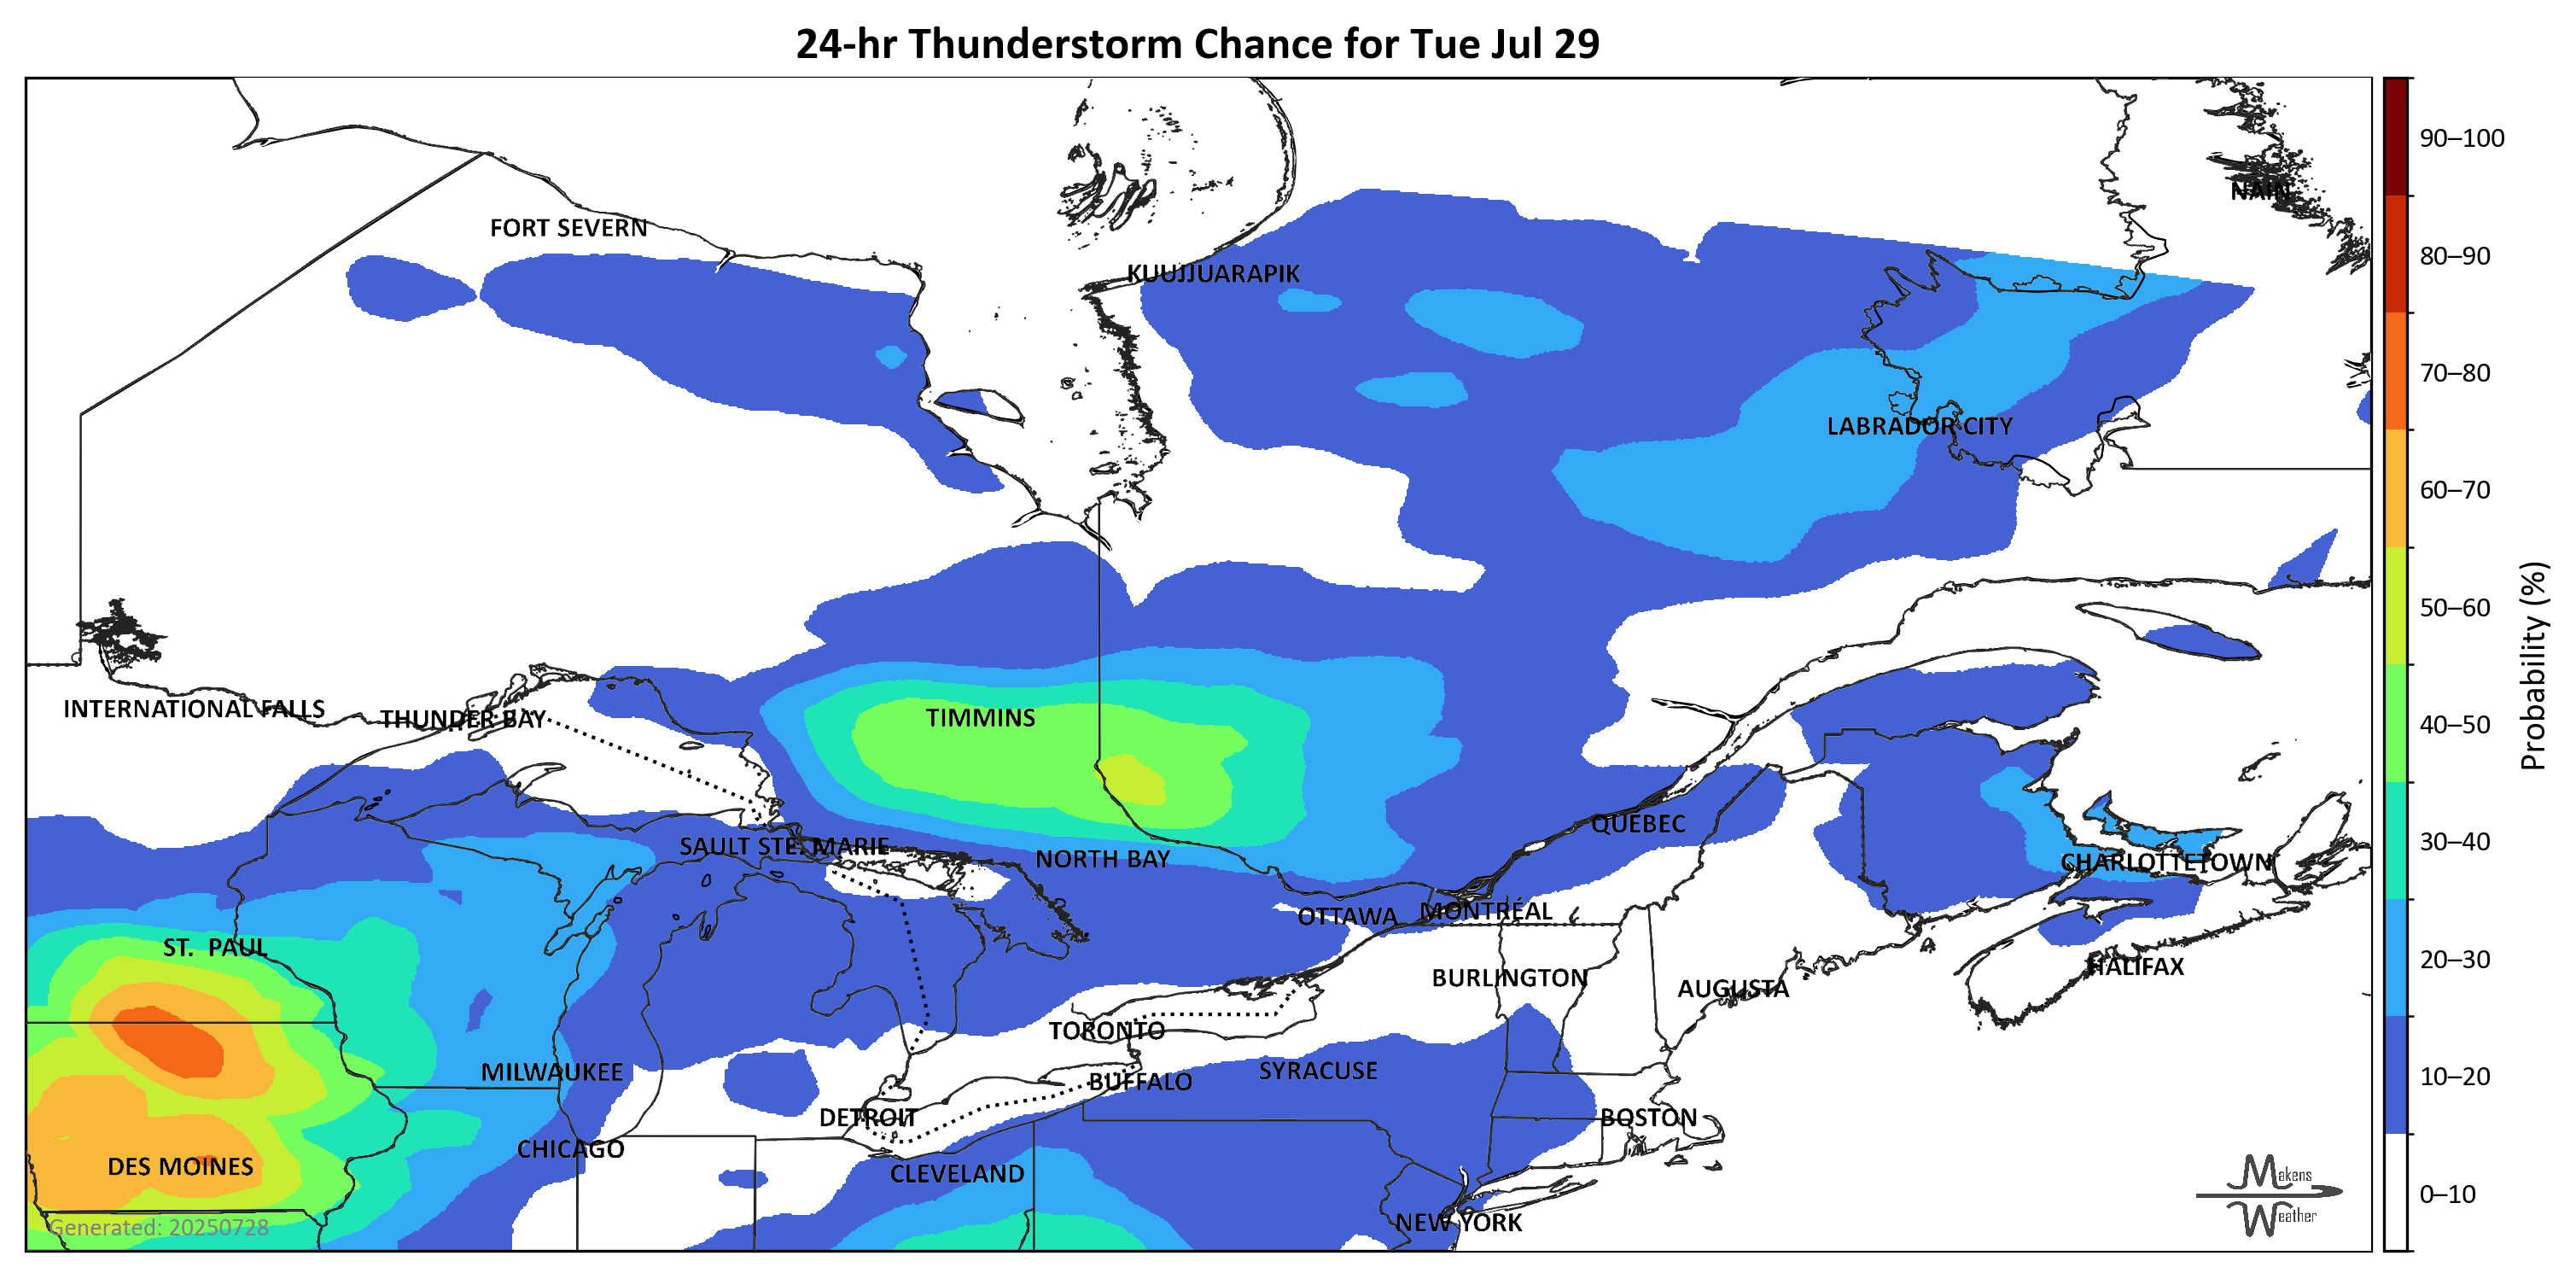 24-hr Thunderstorm Chance for Tue Jul 29
NAIN
FORT SEVERN
KUUJJUARAPIK
LABRADOR CITY
INTERNATIONAL FALLS
THUNDER BAY
TIMMINS
SAULT STE. MARIE
NORTH BAY
QUEBEC
CHARLOTTETOWN
OTTAWA
MONTRÉAL
ST. PAUL
BURLINGTON
AUGUSTA
HALIFAX
TORONTO
MILWAUKEE
BUFFALO
SYRACUSE
DETROIT
BOSTON
CHICAGO
DES MOINES
CLEVELAND
NEW YORK
Generated: 20250728
Makens
Weather
90–100
80–90
70–80
60–70
50–60
40–50
30–40
20–30
10–20
0–10
Probability (%)